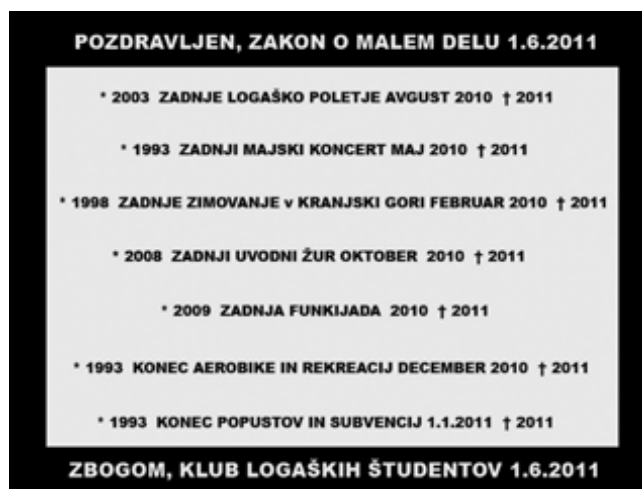 POZDRAVLJEN, ZAKON O MALEM DELU 1.6.2011
* 2003 ZADNJE LOGAŠKO POLETJE AVGUST 2010 † 2011
* 1993 ZADNJI MAJSKI KONCERT MAJ 2010 † 2011
* 1998 ZADNJE ZIMOVANJE v KRANJSKI GORI FEBRUAR 2010 † 2011
* 2008 ZADNJI UVODNI ŽUR OKTOBER 2010 † 2011
* 2009 ZADNJA FUNKIJADA 2010 † 2011
* 1993 KONEC AEROBIKE IN REKREACIJ DECEMBER 2010 † 2011
* 1993 KONEC POPUSTOV IN SUBVENCIJ 1.1.2011 † 2011
ZBOGOM, KLUB LOGAŠKIH ŠTUDENTOV 1.6.2011